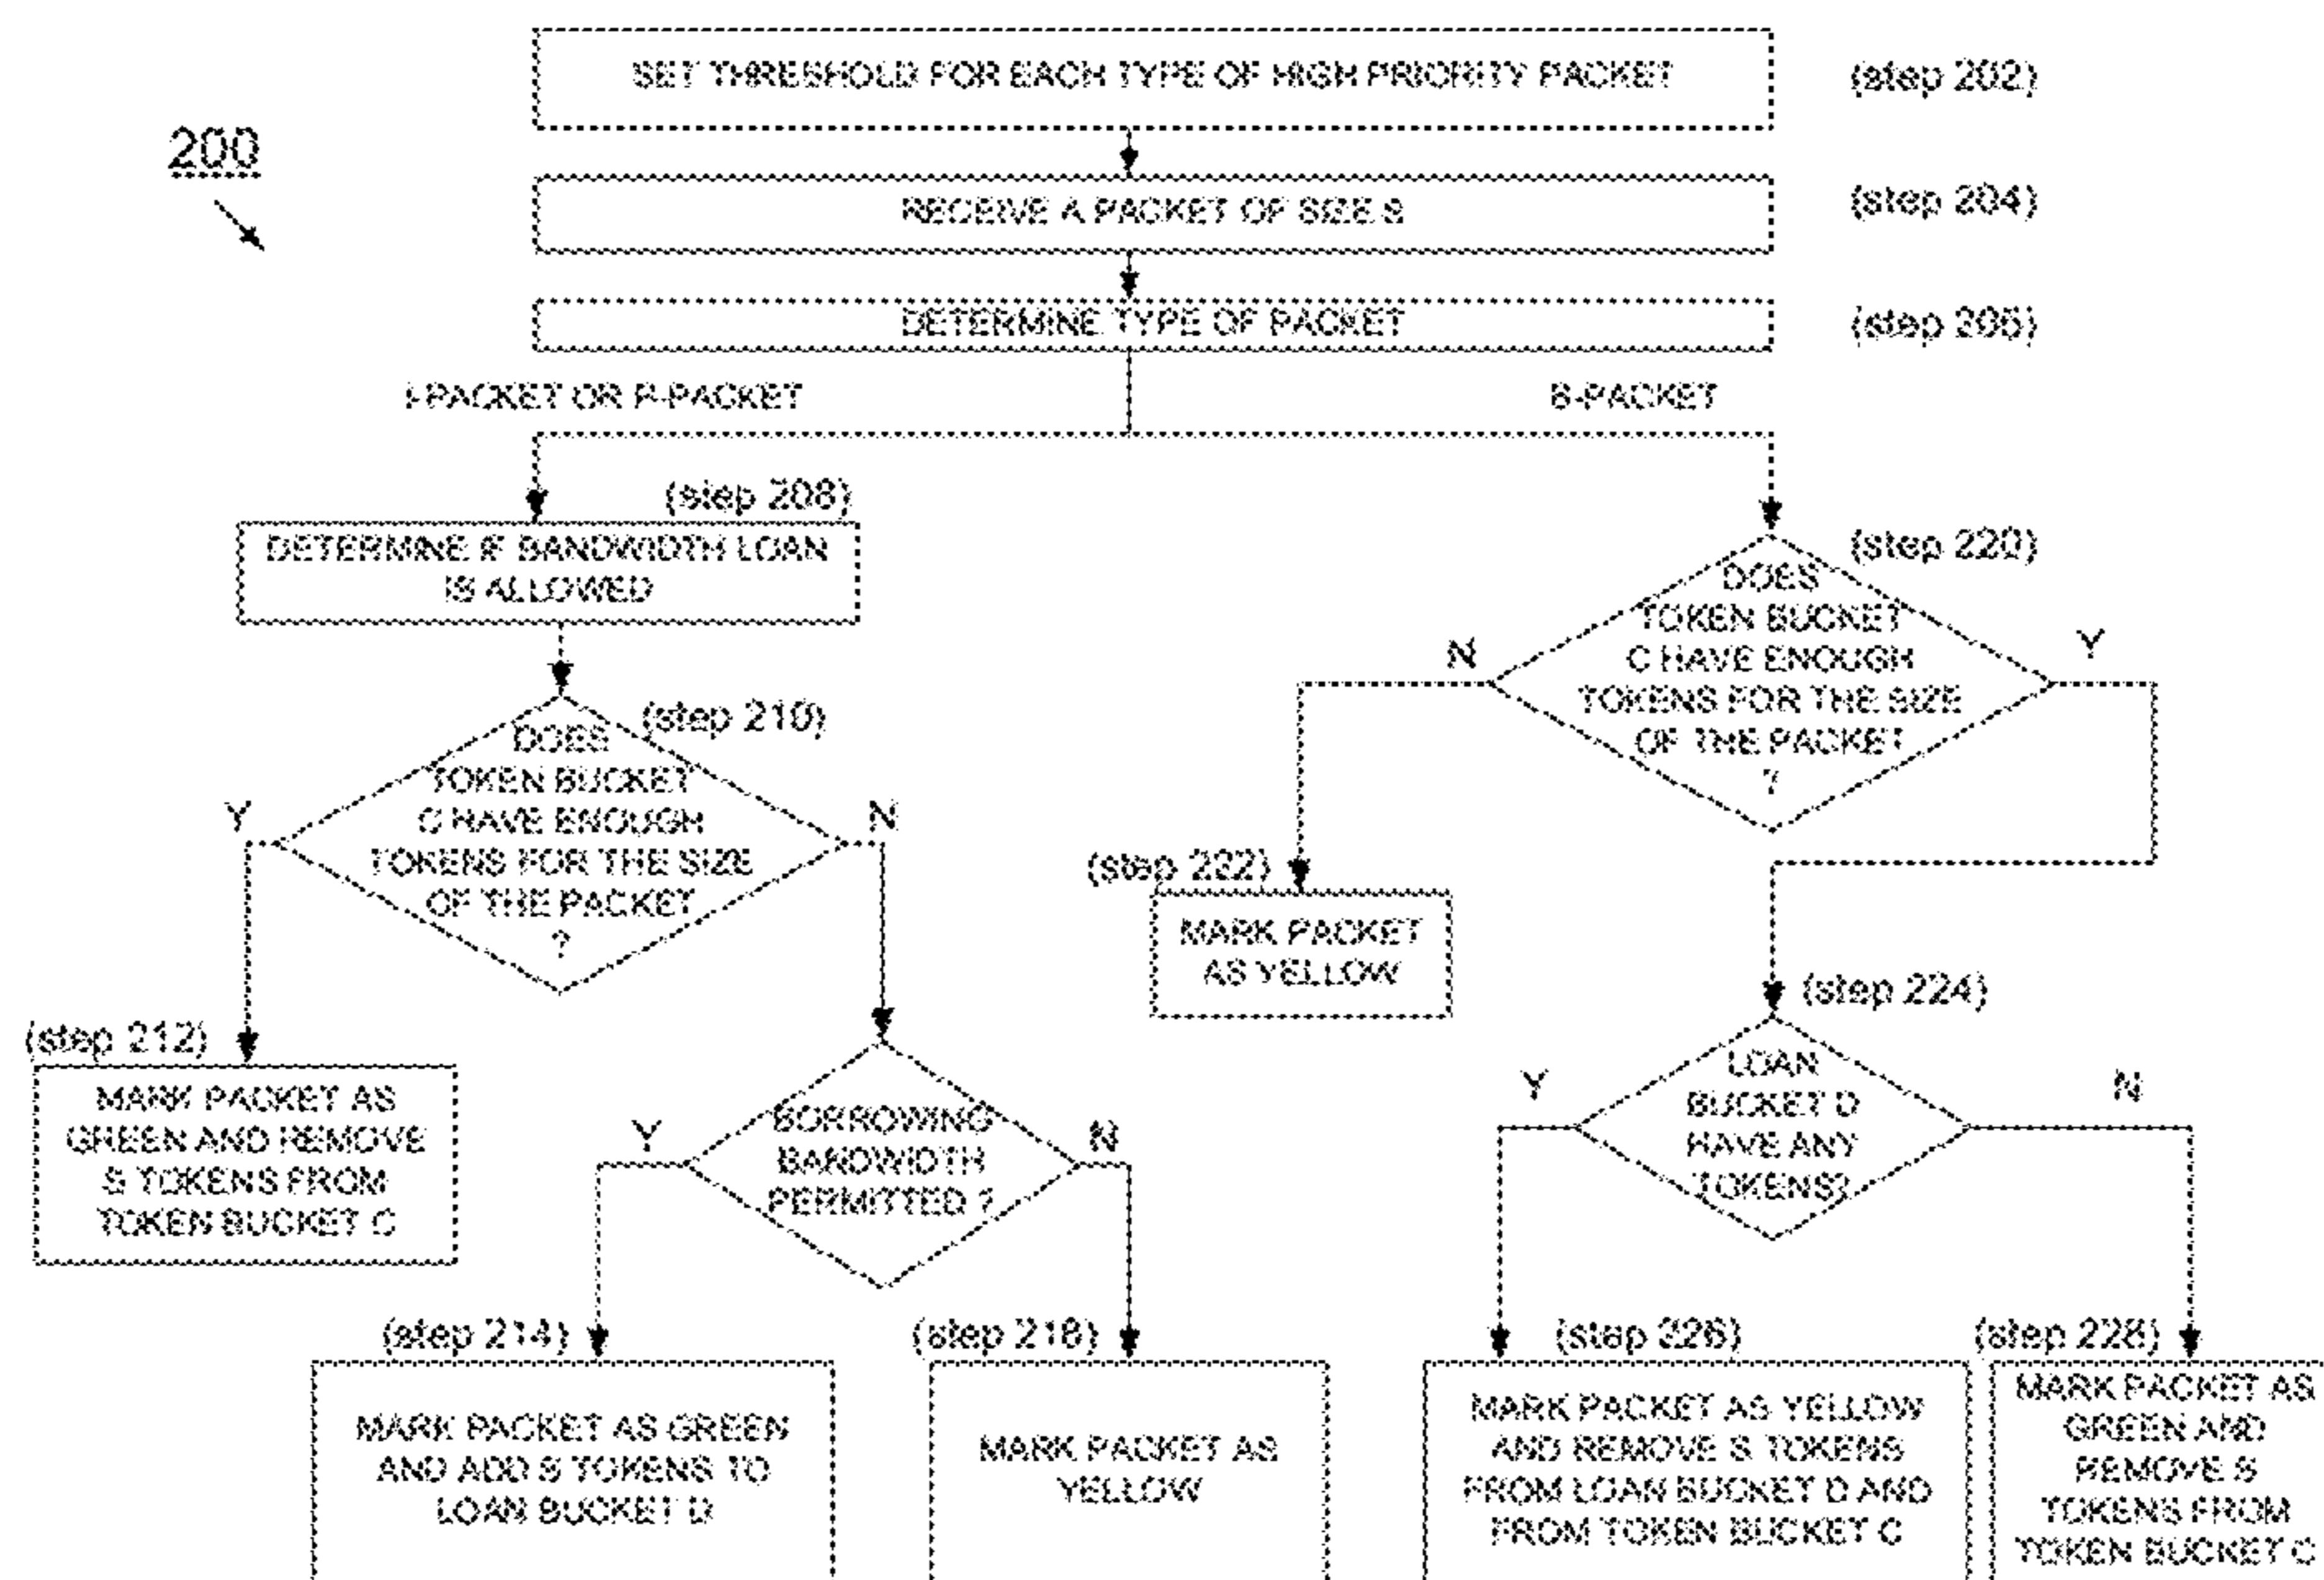 SET THRESHOLD FOR EACH TYPE OF HIGH PRIORITY PACKET
(step 202)
200
RECEIVE A PACKET OF SIZE S
(step 204)
DETERMINE TYPE OF PACKET
(step 206)
I-PACKET OR P-PACKET
B-PACKET
(step 208)
DETERMINE IF BANDWIDTH LOAN
IS ALLOWED
(step 210)
DOES
TOKEN BUCKET
C HAVE ENOUGH
TOKENS FOR THE SIZE
OF THE PACKET
?
Y
N
(step 212)
MARK PACKET AS
GREEN AND REMOVE
S TOKENS FROM
TOKEN BUCKET C
BORROWING
BANDWIDTH
PERMITTED ?
Y
N
(step 214)
MARK PACKET AS GREEN
AND ADD S TOKENS TO
LOAN BUCKET D
(step 218)
MARK PACKET AS
YELLOW
(step 220)
DOES
TOKEN BUCKET
C HAVE ENOUGH
TOKENS FOR THE SIZE
OF THE PACKET
?
N
Y
(step 222)
MARK PACKET
AS YELLOW
(step 224)
LOAN
BUCKET D
HAVE ANY
TOKENS?
Y
N
(step 226)
MARK PACKET AS YELLOW
AND REMOVE S TOKENS
FROM LOAN BUCKET D AND
FROM TOKEN BUCKET C
(step 228)
MARK PACKET AS
GREEN AND
REMOVE S
TOKENS FROM
TOKEN BUCKET C